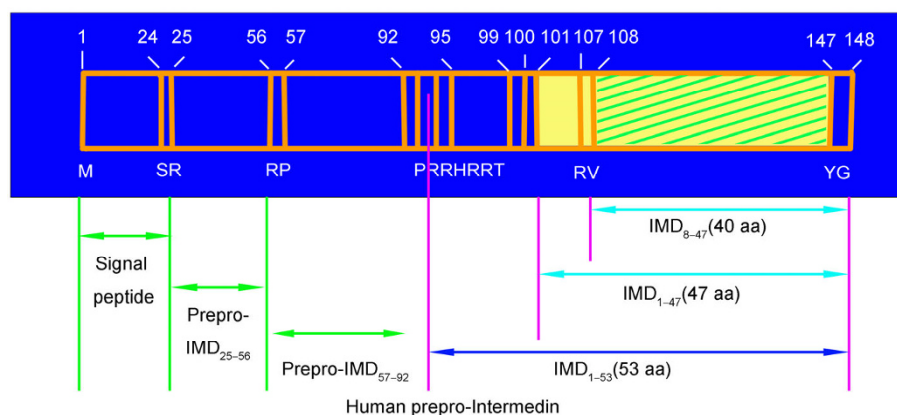 1 24 25 56 57 92 95 99 100 101 107 108 147 148
M SR RP PRRHRRT RV YG
IMD8–47(40 aa)
Signal
peptide
IMD1–47(47 aa)
Prepro-
IMD25–56
Prepro-IMD57–92
IMD1–53(53 aa)
Human prepro-Intermedin